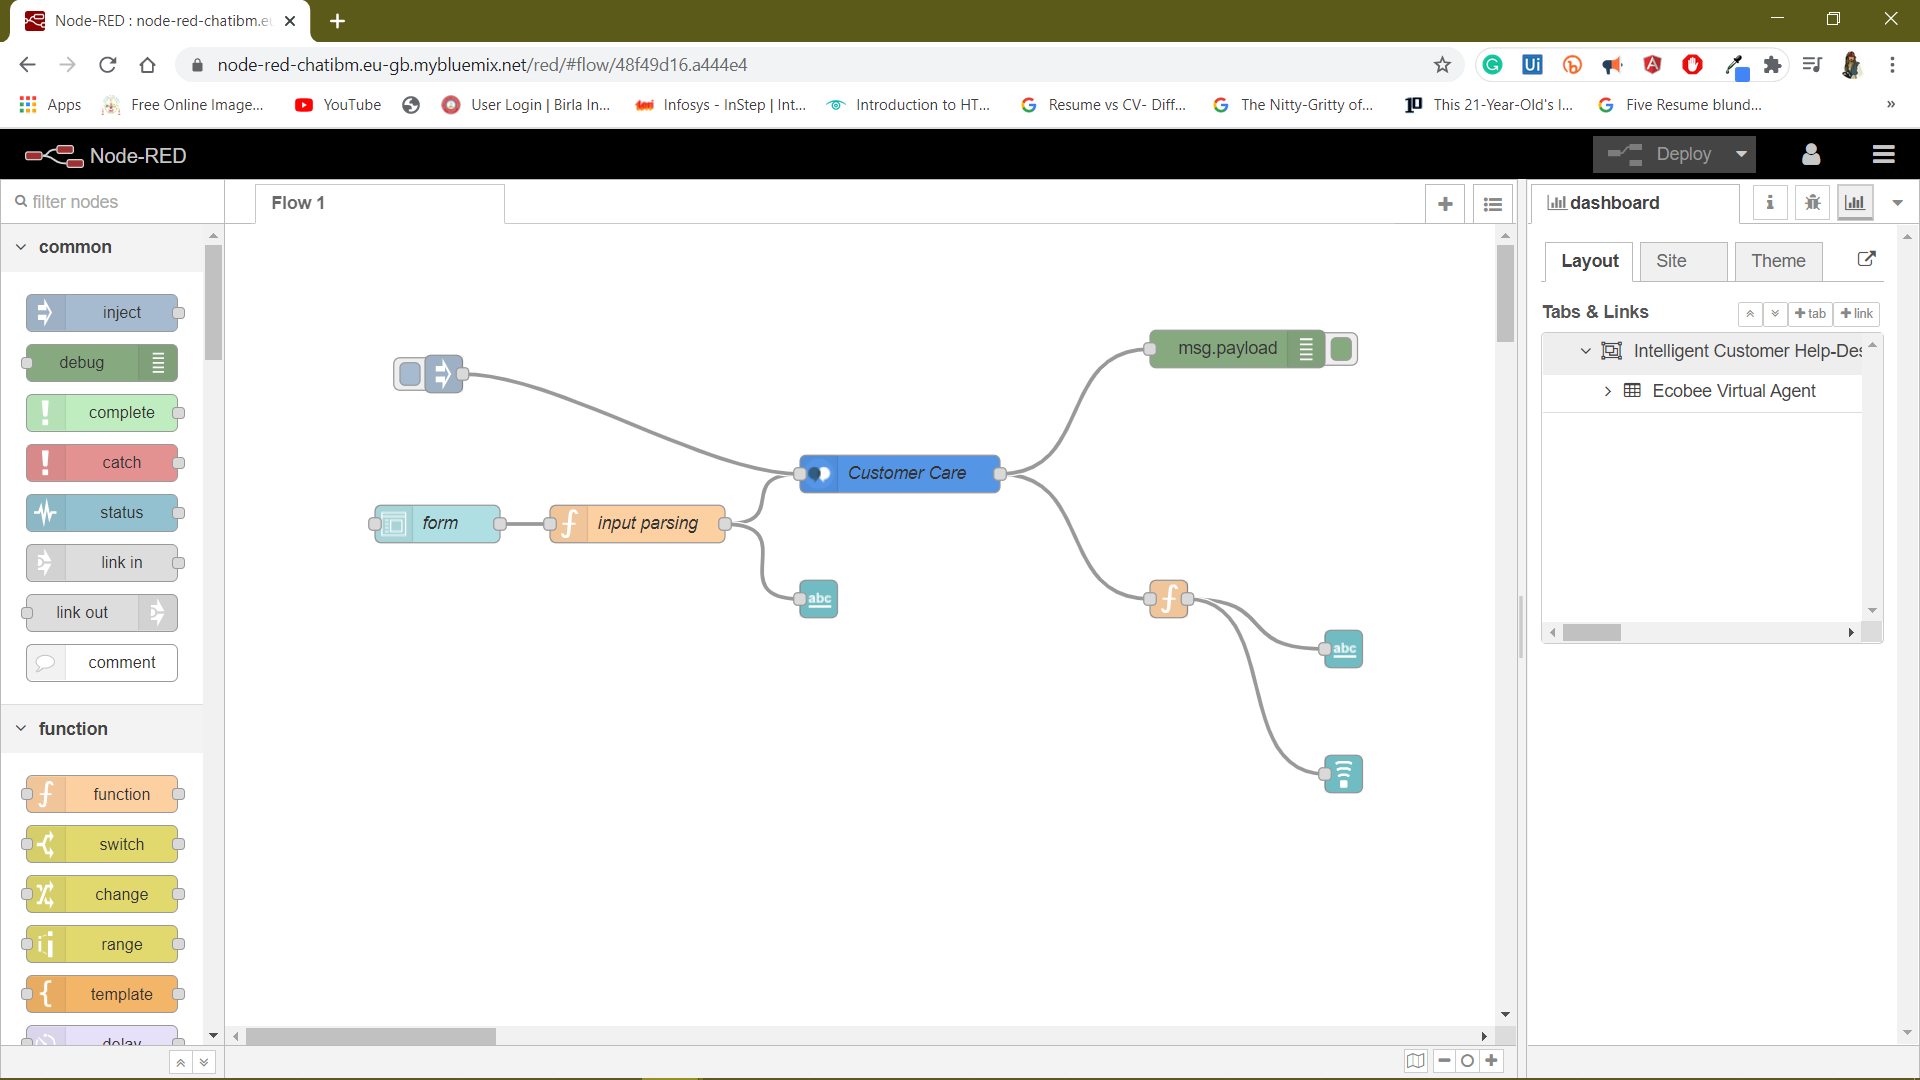 Node-RED : node-red-chatibm.eu
node-red-chatibm.eu-gb.mybluemix.net/red/#flow/48f49d16.a444e4
Apps
Free Online Image...
YouTube
User Login | Birla In...
Infosys - InStep | Int...
Introduction to HT...
Resume vs CV- Diff...
The Nitty-Gritty of...
This 21-Year-Old's I...
Five Resume blund...
»
Node-RED
Deploy
filter nodes
Flow 1
dashboard
common
inject
debug
complete
catch
status
link in
link out
comment
function
function
switch
change
range
template
delay
form
input parsing
Customer Care
abc
msg.payload
abc
Layout
Site
Theme
Tabs & Links
+ tab
+ link
Intelligent Customer Help-Des
Ecobee Virtual Agent